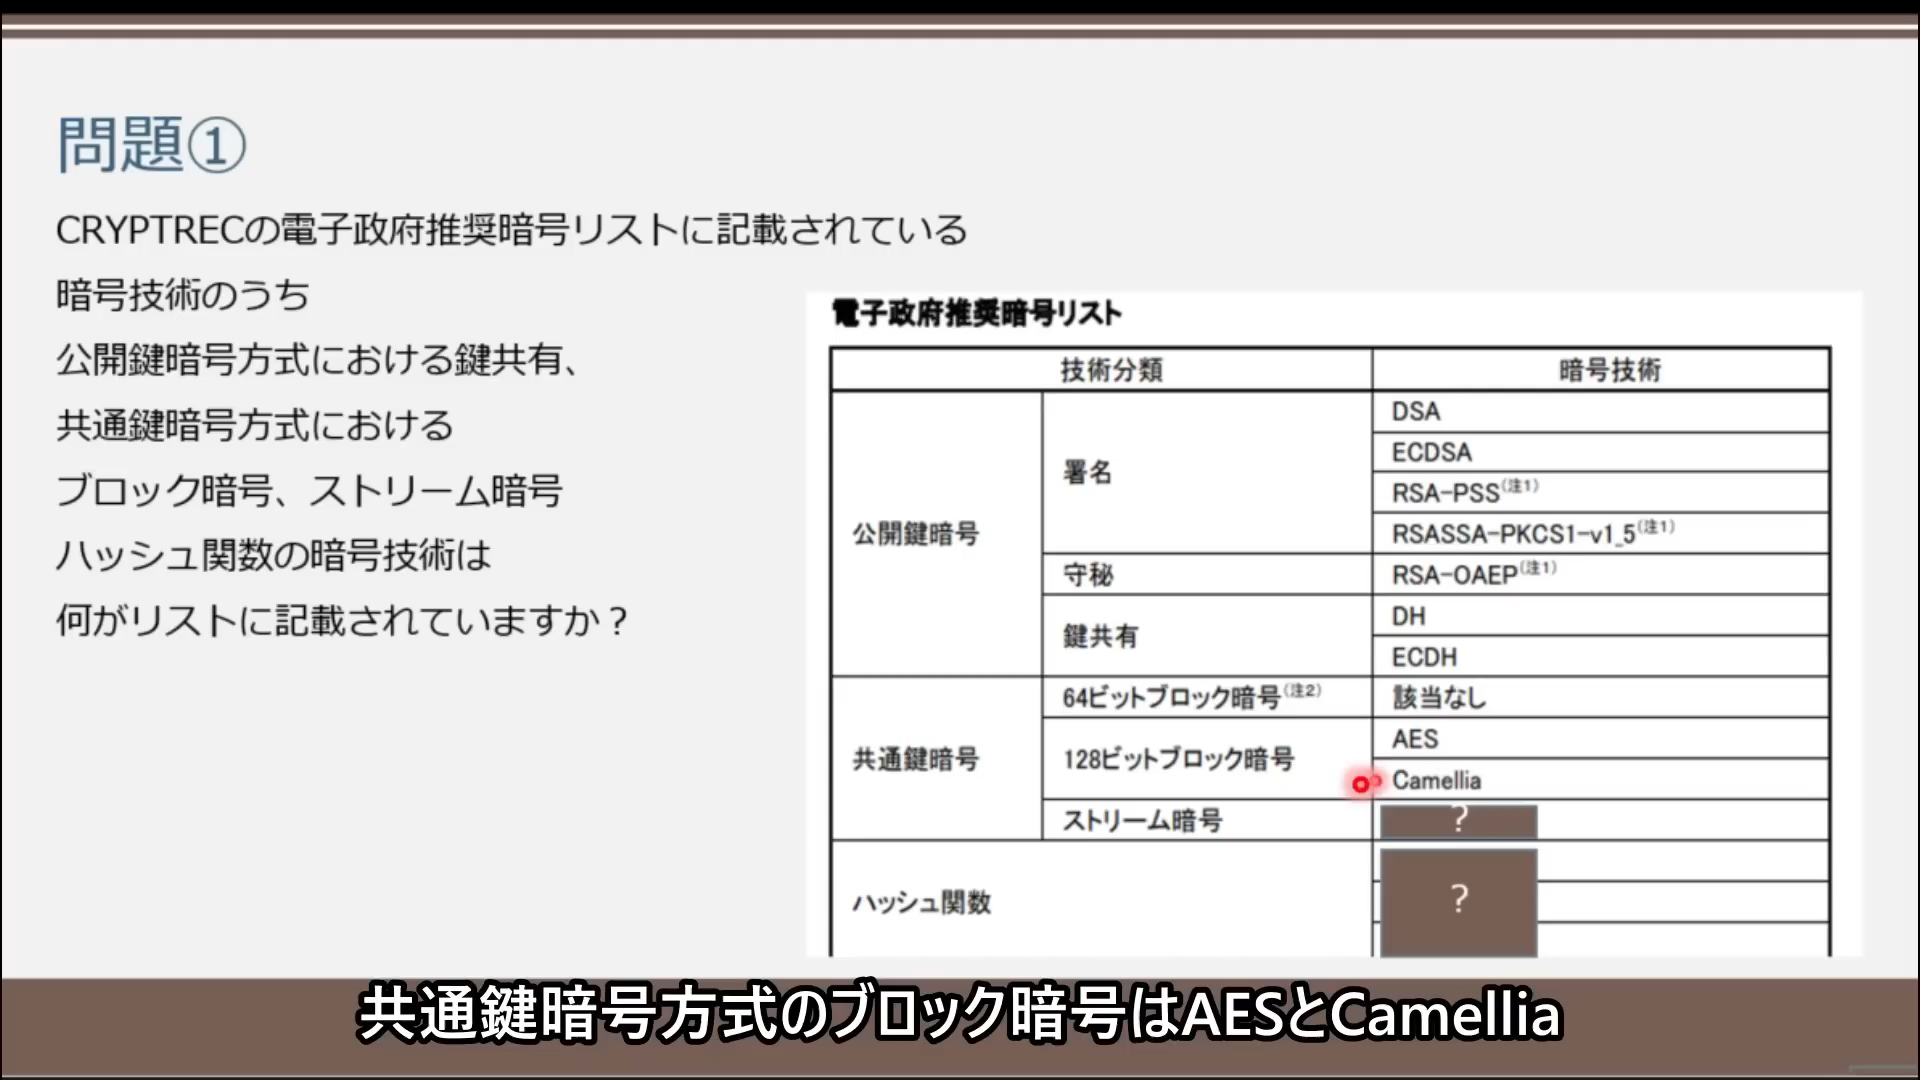 問題①
CRYPTRECの電子政府推奨暗号リストに記載されている
暗号技術のうち
公開鍵暗号方式における鍵共有、
共通鍵暗号方式における
ブロック暗号、ストリーム暗号
ハッシュ関数の暗号技術は
何がリストに記載されていますか？
電子政府推奨暗号リスト
技術分類 暗号技術
公開鍵暗号
署名
DSA
ECDSA
RSA-PSS(注1)
RSASSA-PKCS1-v1_5(注1)
守秘
RSA-OAEP(注1)
鍵共有
DH
ECDH
共通鍵暗号
64ビットブロック暗号(注2)
該当なし
128ビットブロック暗号
AES
Camellia
ストリーム暗号
?
ハッシュ関数
?
共通鍵暗号方式のブロック暗号はAESとCamellia